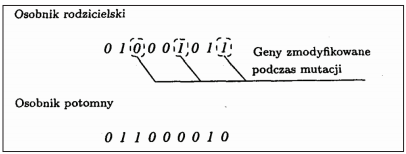 Osobnik rodzicielski
0 1 0 0 0 1 0 1 1
Geny zmodyfikowane
podczas mutacji
Osobnik potomny
0 1 1 0 0 0 0 1 0